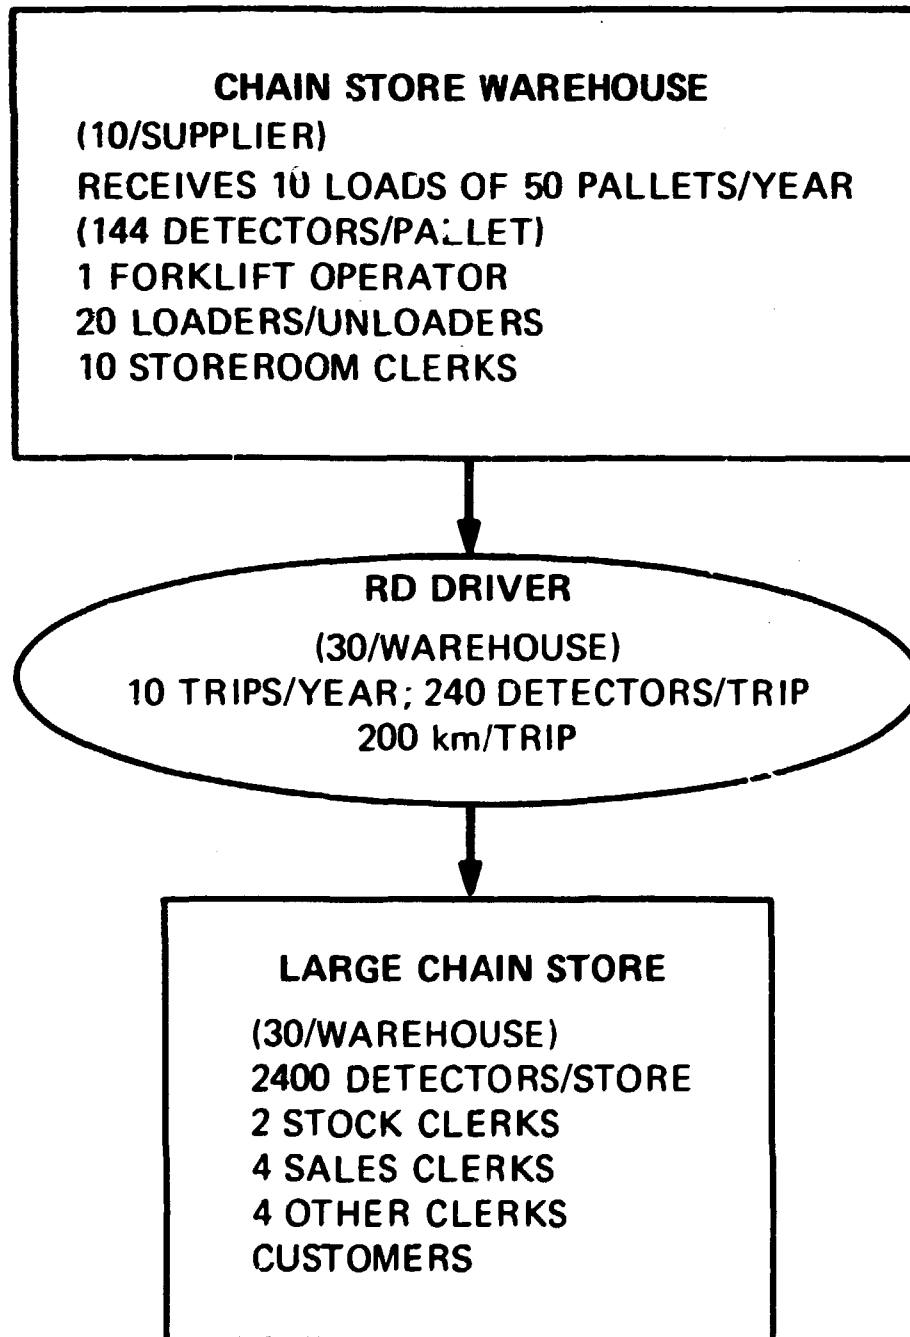 CHAIN STORE WAREHOUSE
(10/SUPPLIER)
RECEIVES 10 LOADS OF 50 PALLETS/YEAR
(144 DETECTORS/PALLET)
1 FORKLIFT OPERATOR
20 LOADERS/UNLOADERS
10 STOREROOM CLERKS
RD DRIVER
(30/WAREHOUSE)
10 TRIPS/YEAR; 240 DETECTORS/TRIP
200 km/TRIP
LARGE CHAIN STORE
(30/WAREHOUSE)
2400 DETECTORS/STORE
2 STOCK CLERKS
4 SALES CLERKS
4 OTHER CLERKS
CUSTOMERS